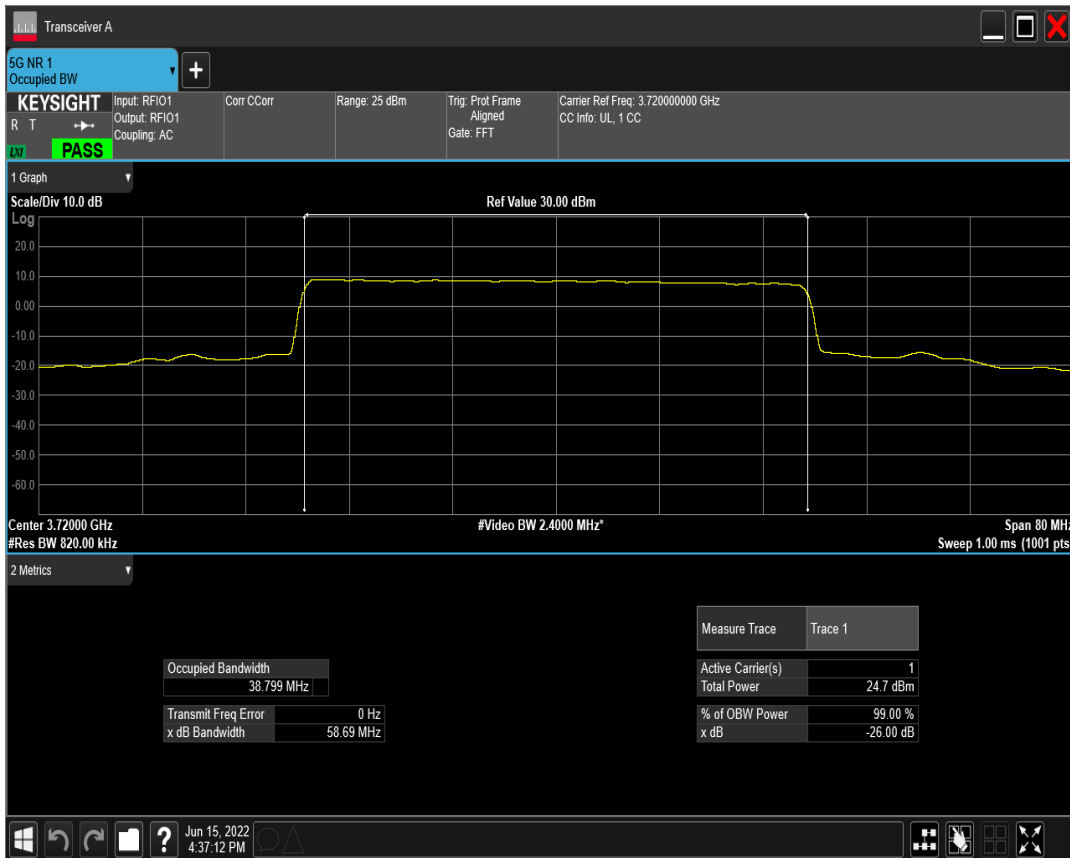 Transceiver A
5G NR 1
Occupied BW
+
KEYSIGHT
R T
LXI PASS
Input: RFIO1
Output: RFIO1
Coupling: AC
Corr CCorr
Range: 25 dBm
Trig: Prot Frame
Aligned
Gate: FFT
Carrier Ref Freq: 3.720000000 GHz
CC Info: UL, 1 CC
1 Graph
Scale/Div 10.0 dB
Ref Value 30.00 dBm
Log
20.0
10.0
0.00
-10.0
-20.0
-30.0
-40.0
-50.0
-60.0
Center 3.72000 GHz
#Video BW 2.4000 MHz*
Span 80 MHz
#Res BW 820.00 kHz
Sweep 1.00 ms (1001 pts
2 Metrics
Measure Trace Trace 1
Occupied Bandwidth
38.799 MHz
Active Carrier(s) 1
Total Power 24.7 dBm
Transmit Freq Error 0 Hz
x dB Bandwidth 58.69 MHz
% of OBW Power 99.00 %
x dB -26.00 dB
?
Jun 15, 2022
4:37:12 PM